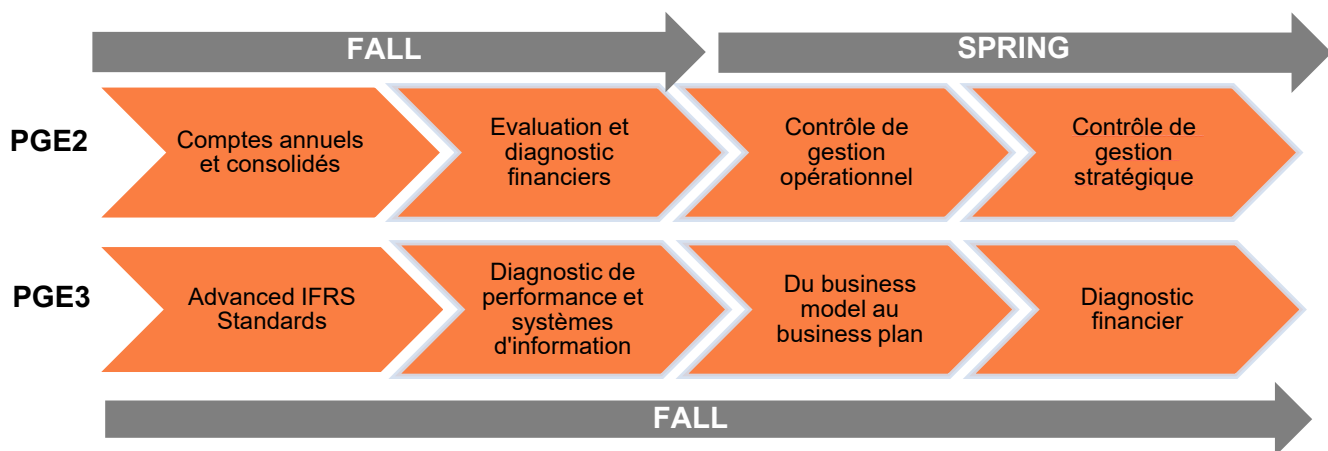 FALL
SPRING
PGE2
Comptes annuels
et consolidés
Evaluation et
diagnostic
financiers
Contrôle de
gestion
opérationnel
Contrôle de
gestion
stratégique
PGE3
Advanced IFRS
Standards
Diagnostic de
performance et
systèmes
d'information
Du business
model au
business plan
Diagnostic
financier
FALL